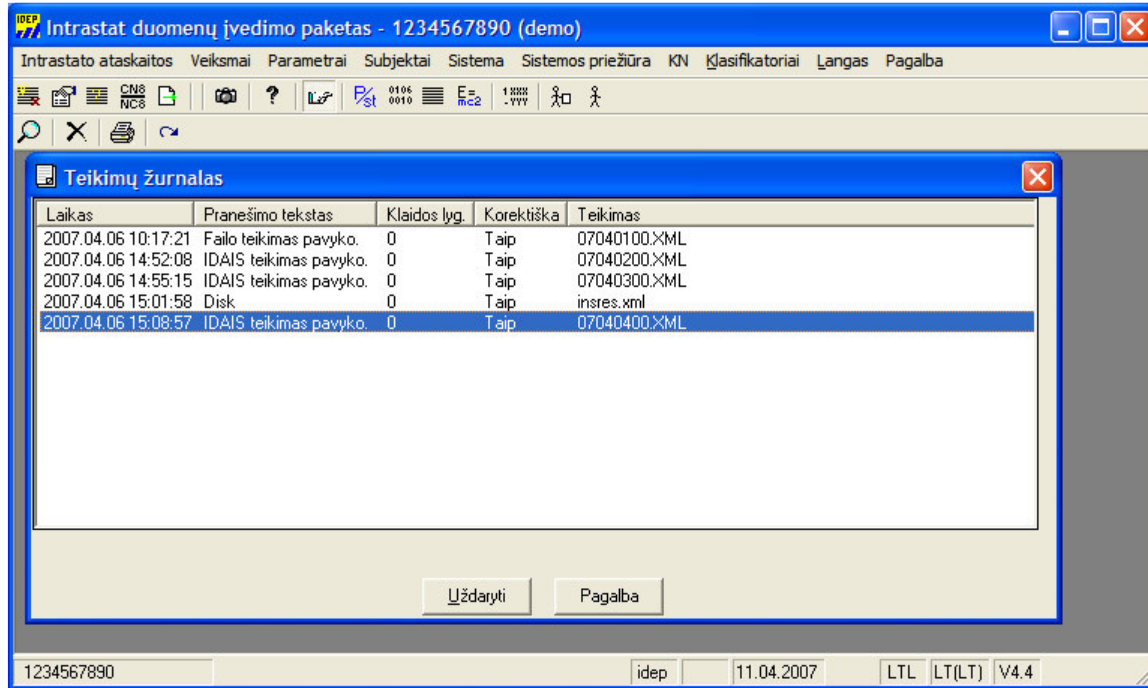 IDEP
Intrastat duomenų įvedimo paketas - 1234567890 (demo)
Intrastato ataskaitos Veiksmai Parametrai Subjektai Sistema Sistemos priežiūra KN Klasifikatoriai Langas Pagalba
CN8 NC8 ? P/st 0106 0010 E= mc2
Teikimų žurnalas
Laikas Pranešimo tekstas Klaidos lyg. Korektiška Teikimas
2007.04.06 10:17:21 Failo teikimas pavyko. 0 Taip 07040100.XML
2007.04.06 14:52:08 IDAIS teikimas pavyko. 0 Taip 07040200.XML
2007.04.06 14:55:15 IDAIS teikimas pavyko. 0 Taip 07040300.XML
2007.04.06 15:01:58 Disk 0 Taip insres.xml
2007.04.06 15:08:57 IDAIS teikimas pavyko. 0 Taip 07040400.XML
Uždaryti Pagalba
1234567890 idep 11.04.2007 LTL LT(LT) V4.4